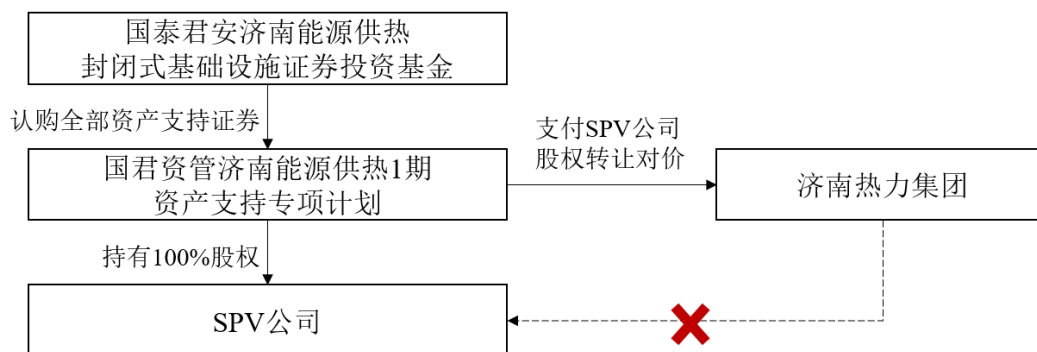 国泰君安济南能源供热
封闭式基础设施证券投资基金
认购全部资产支持证券
支付SPV公司
股权转让对价
国君资管济南能源供热1期
资产支持专项计划
济南热力集团
持有100%股权
SPV公司